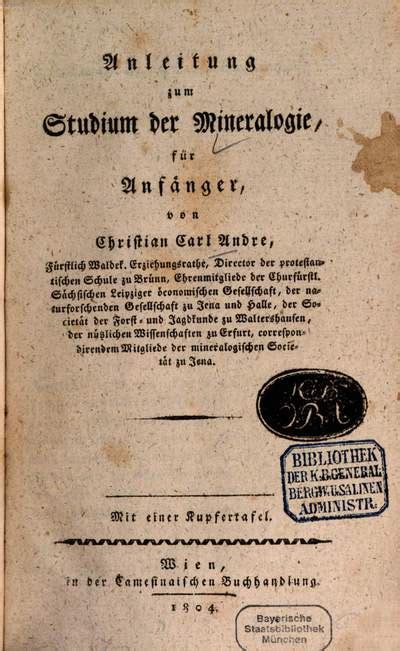 Anleitung
zum
Studium der Mineralogie,
für
Anfänger,
von
Christian Carl Andre,
Fürstlich Waldek. Erziehungsrathe, Director der protestan-
tischen Schule zu Brünn, Ehrenmitgliede der Churfürstl.
Sächsischen Leipziger öconomischen Gesellschaft, der na-
turforschenden Gesellschaft zu Jena und Halle, der So-
cietät der Forst- und Jagdkunde zu Waltershausen,
der nützlichen Wissenschaften zu Erfurt, correspon-
direndem Mitgliede der mineralogischen Socie-
tät zu Jena.
BIBLIOTHEK
DER K.B.GENERAL
BERGW.U.SALINEN
ADMINISTR.
Mit einer Kupfertafel.
Wien,
in der Camesinaischen Buchhandlung.
1804.
Bayerische
Staatsbibliothek
München